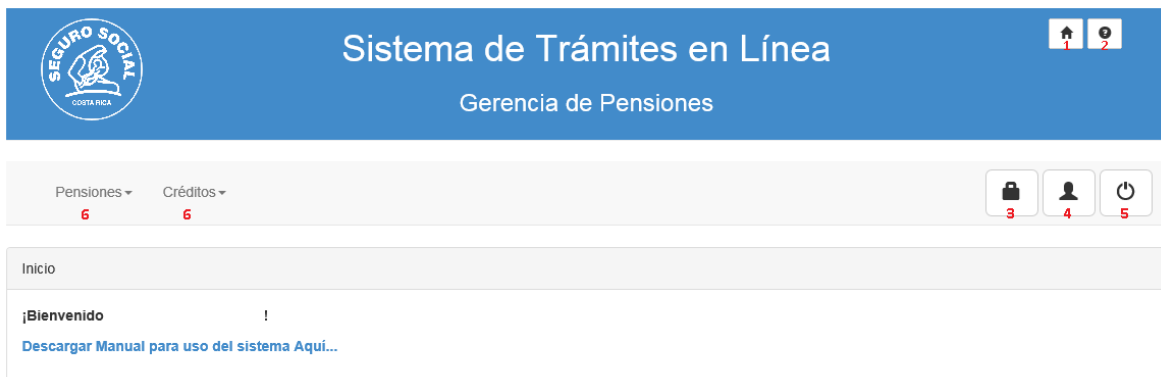 SEGURO SOCIAL
COSTA RICA
Sistema de Trámites en Línea
Gerencia de Pensiones
1 2
Pensiones Créditos
6 6
3 4 5
Inicio
¡Bienvenido !
Descargar Manual para uso del sistema Aquí...